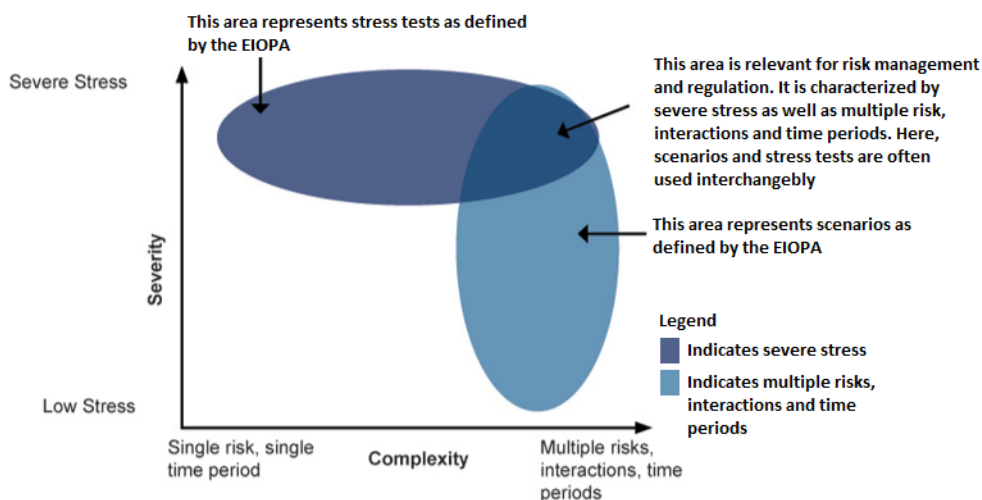 This area represents stress tests as defined
by the EIOPA
Severe Stress
This area is relevant for risk management
and regulation. It is characterized by
severe stress as well as multiple risk,
interactions and time periods. Here,
scenarios and stress tests are often
used interchangebly
This area represents scenarios as
defined by the EIOPA
Severity
Legend
Indicates severe stress
Indicates multiple risks,
interactions and time
periods
Low Stress
Single risk, single
time period
Complexity
Multiple risks,
interactions, time
periods